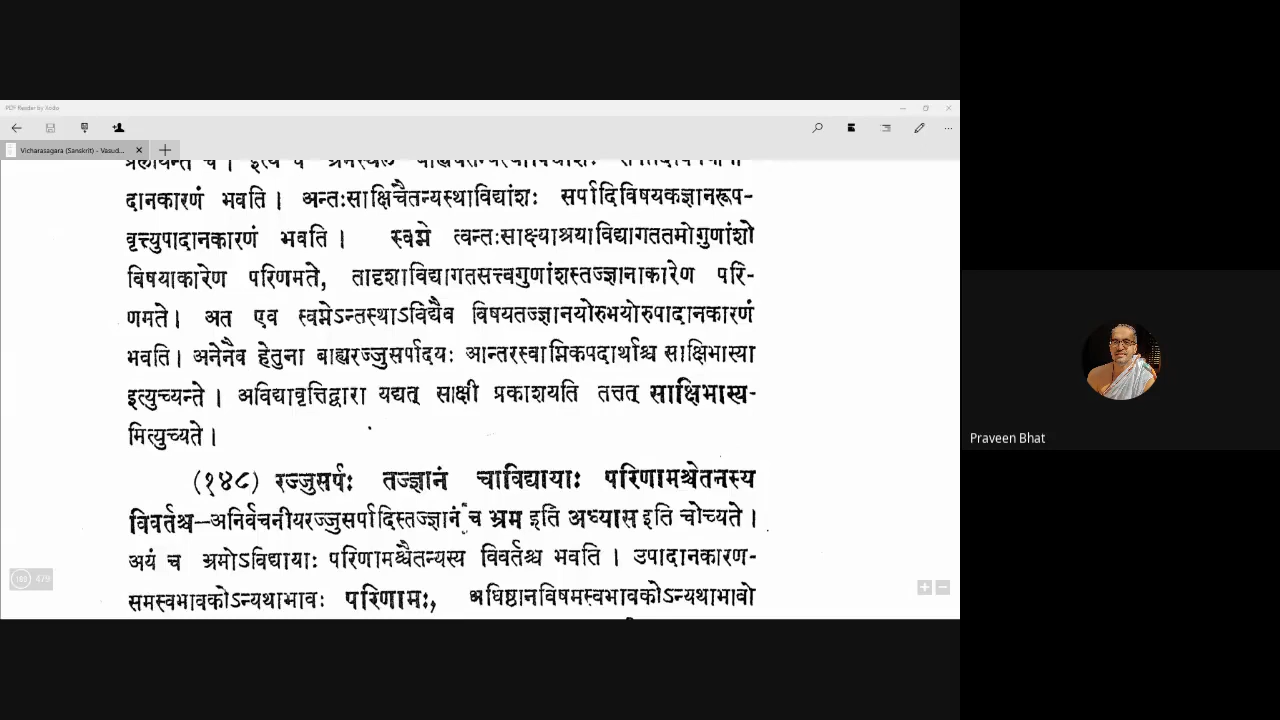 PDF Reader by Xodo
Vicharasagara (Sanskrit) - Vasud...
दानकारणं भवति । अन्तःसाक्षिचैतन्यस्थाविद्यांशः सर्पादिविषयकज्ञानरूप-
वृत्त्युपादानकारणं भवति । स्वप्ने त्वन्तःसाक्ष्याश्रयाविद्यागततमोगुणांशो
विषयाकारेण परिणमते, तादृशाविद्यागतसत्त्वगुणांशस्तज्ज्ञानाकारेण परि-
णमते । अत एव स्वप्नेऽन्तस्थाऽविद्यैव विषयतज्ज्ञानयोरुभयोरुपादानकारणं
भवति । अनेनैव हेतुना बाह्यरज्जुसर्पादयः आन्तरस्वाप्निकपदार्थाश्च साक्षिभास्या
इत्युच्यन्ते । अविद्यावृत्तिद्वारा यद्यत् साक्षी प्रकाशयति तत्तत् साक्षिभास्य-
मित्युच्यते ।
(१४८) रज्जुसर्पः तज्ज्ञानं चाविद्यायाः परिणामश्चेतनस्य
विवर्तश्च—अनिर्वचनीयरज्जुसर्पादिस्तज्ज्ञानं च भ्रम इति अध्यास इति चोच्यते ।
अयं च भ्रमोऽविद्यायाः परिणामश्चैतन्यस्य विवर्तश्च भवति । उपादानकारण-
समस्वभावकोऽन्यथाभावः परिणामः, अधिष्ठानविषमस्वभावकोऽन्यथाभावो
Praveen Bhat